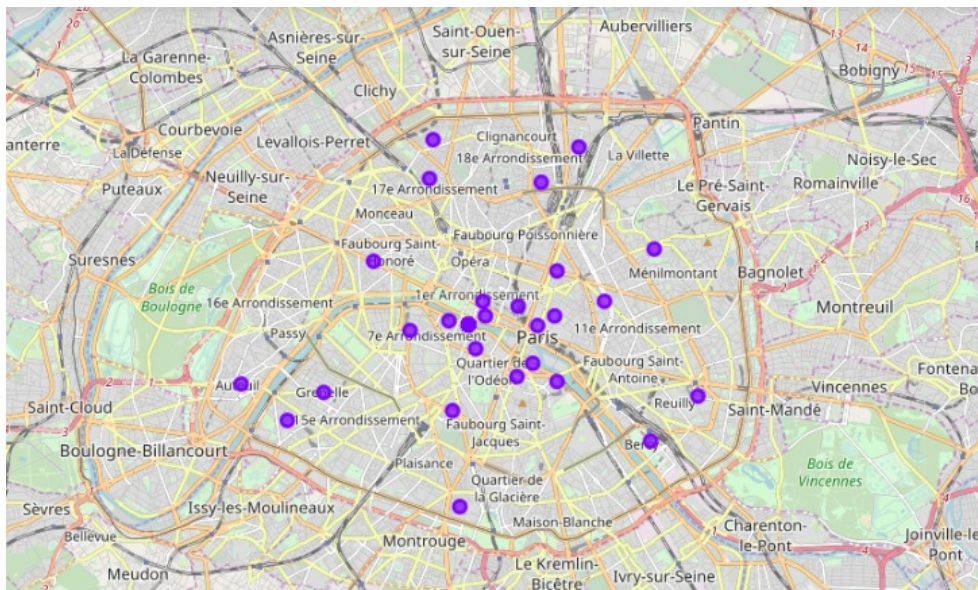 Saint-Ouen-
sur-Seine
Aubervilliers
Asnières-sur-
Seine
La Garenne-
Colombes
Bobigny
Clichy
Pantin
Courbevoie
Clignancourt
Levallois-Perret
anterre
La Défense
18e Arrondissement
La Villette
Noisy-le-Sec
Neuilly-sur-
Seine
Puteaux
17e Arrondissement
Le Pré-Saint-
Gervais
Romainville
Monceau
Faubourg Poissonnière
Faubourg Saint-
Honoré
Opéra
Suresnes
Ménilmontant
Bagnolet
Bois de
Boulogne
16e Arrondissement
1er Arrondissement
Montreuil
Passy
7e Arrondissement
Paris
11e Arrondissement
Quartier de
l'Odéo
Faubourg Saint-
Antoine
Fontena
Auteuil
Grenelle
Reuilly
Vincennes
Saint-Cloud
15e Arrondissement
Saint-Mandé
Faubourg Saint-
Jacques
Boulogne-Billancourt
Bercy
Plaisance
Bois de
Vincennes
Quartier de
la Glacière
Sèvres
Issy-les-Moulineaux
Maison-Blanche
Bellevue
Montrouge
Charenton-
le-Pont
Joinville-le
Pont
Meudon
Le Kremlin-
Bicêtre
Ivry-sur-Seine